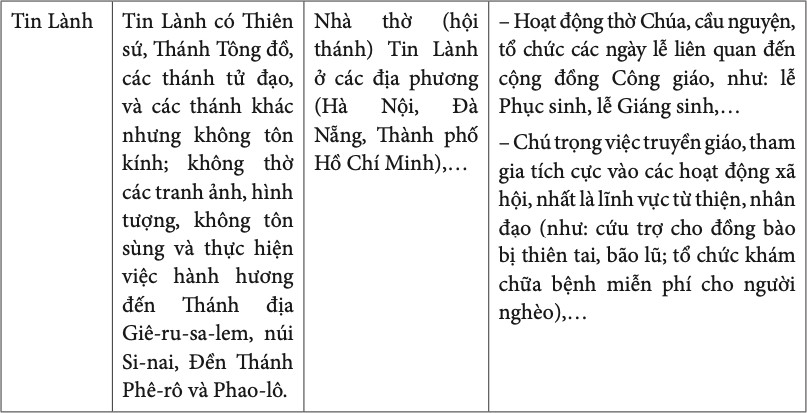 Tin Lành
Tin Lành có Thiên
sứ, Thánh Tông đồ,
các thánh tử đạo,
và các thánh khác
nhưng không tôn
kính; không thờ
các tranh ảnh, hình
tượng, không tôn
sùng và thực hiện
việc hành hương
đến Thánh địa
Giê-ru-sa-lem, núi
Si-nai, Đền Thánh
Phê-rô và Phao-lô.
Nhà thờ (hội
thánh) Tin Lành
ở các địa phương
(Hà Nội, Đà
Nẵng, Thành phố
Hồ Chí Minh),…
– Hoạt động thờ Chúa, cầu nguyện,
tổ chức các ngày lễ liên quan đến
cộng đồng Công giáo, như: lễ
Phục sinh, lễ Giáng sinh,…
– Chú trọng việc truyền giáo, tham
gia tích cực vào các hoạt động xã
hội, nhất là lĩnh vực từ thiện, nhân
đạo (như: cứu trợ cho đồng bào
bị thiên tai, bão lũ; tổ chức khám
chữa bệnh miễn phí cho người
nghèo),…